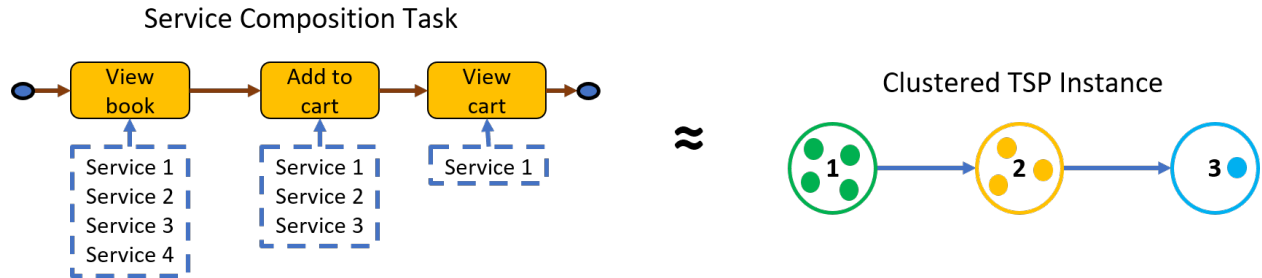 Service Composition Task
View
book
Add to
cart
View
cart
Service 1
Service 2
Service 3
Service 4
Service 1
Service 2
Service 3
Service 1
≈
Clustered TSP Instance
1
2
3